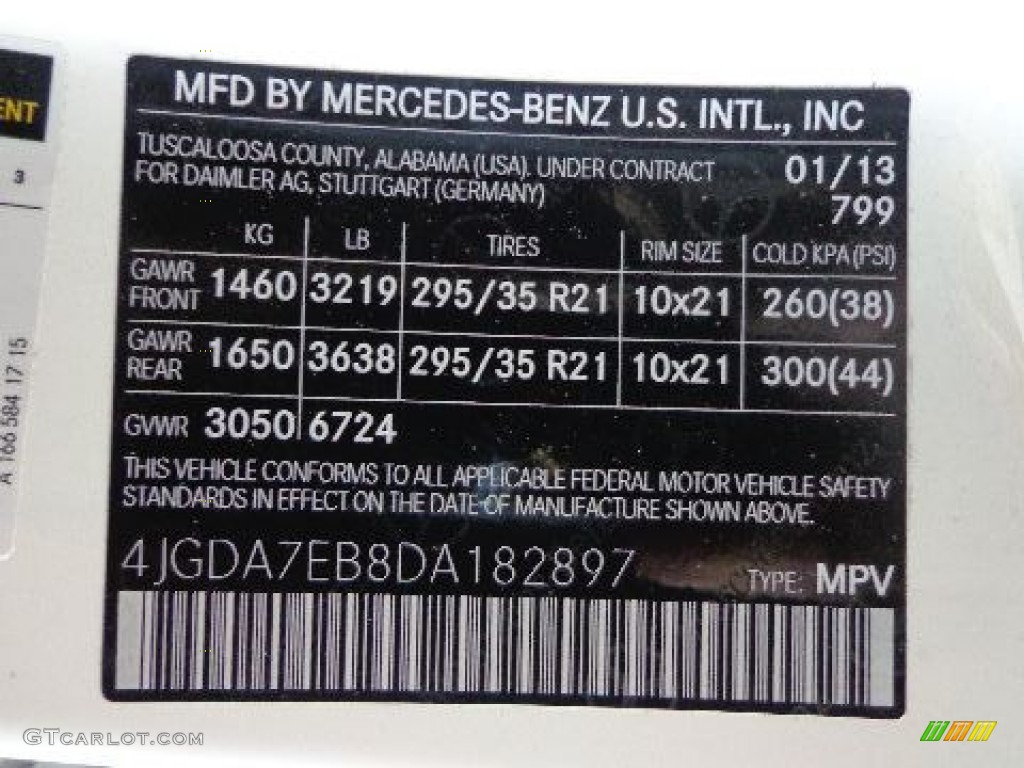 ENT
3
A 166 584 17 15
MFD BY MERCEDES-BENZ U.S. INTL., INC
TUSCALOOSA COUNTY, ALABAMA (USA). UNDER CONTRACT
FOR DAIMLER AG, STUTTGART (GERMANY)
01/13
799
KG LB TIRES RIM SIZE COLD KPA (PSI)
GAWR
FRONT 1460 3219 295/35 R21 10x21 260(38)
GAWR
REAR 1650 3638 295/35 R21 10x21 300(44)
GVWR 3050 6724
THIS VEHICLE CONFORMS TO ALL APPLICABLE FEDERAL MOTOR VEHICLE SAFETY
STANDARDS IN EFFECT ON THE DATE OF MANUFACTURE SHOWN ABOVE.
4JGDA7EB8DA182897 TYPE: MPV
GTCarlot.com